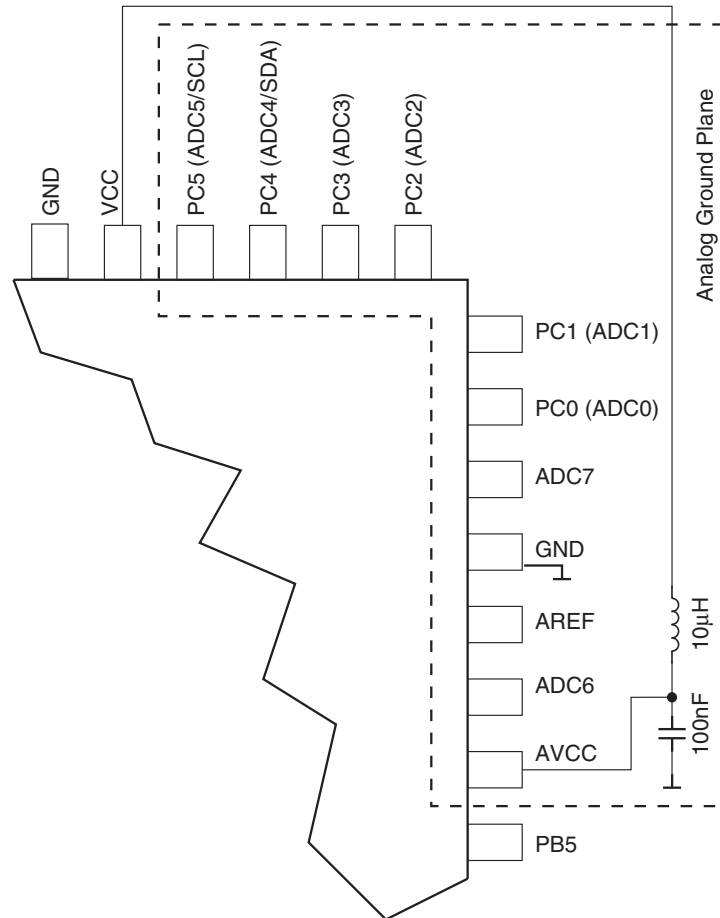 GND
VCC
PC5 (ADC5/SCL)
PC4 (ADC4/SDA)
PC3 (ADC3)
PC2 (ADC2)
Analog Ground Plane
PC1 (ADC1)
PC0 (ADC0)
ADC7
GND
AREF
ADC6
AVCC
PB5
10µH
100nF